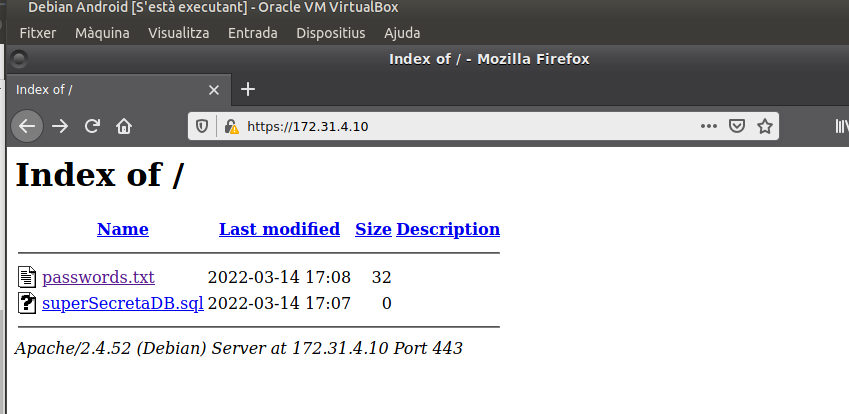 Debian Android [S'està executant] - Oracle VM VirtualBox
Fitxer Màquina Visualitza Entrada Dispositius Ajuda
Index of / - Mozilla Firefox
Index of /
https://172.31.4.10
Index of /
Name Last modified Size Description
passwords.txt 2022-03-14 17:08 32
superSecretaDB.sql 2022-03-14 17:07 0
Apache/2.4.52 (Debian) Server at 172.31.4.10 Port 443